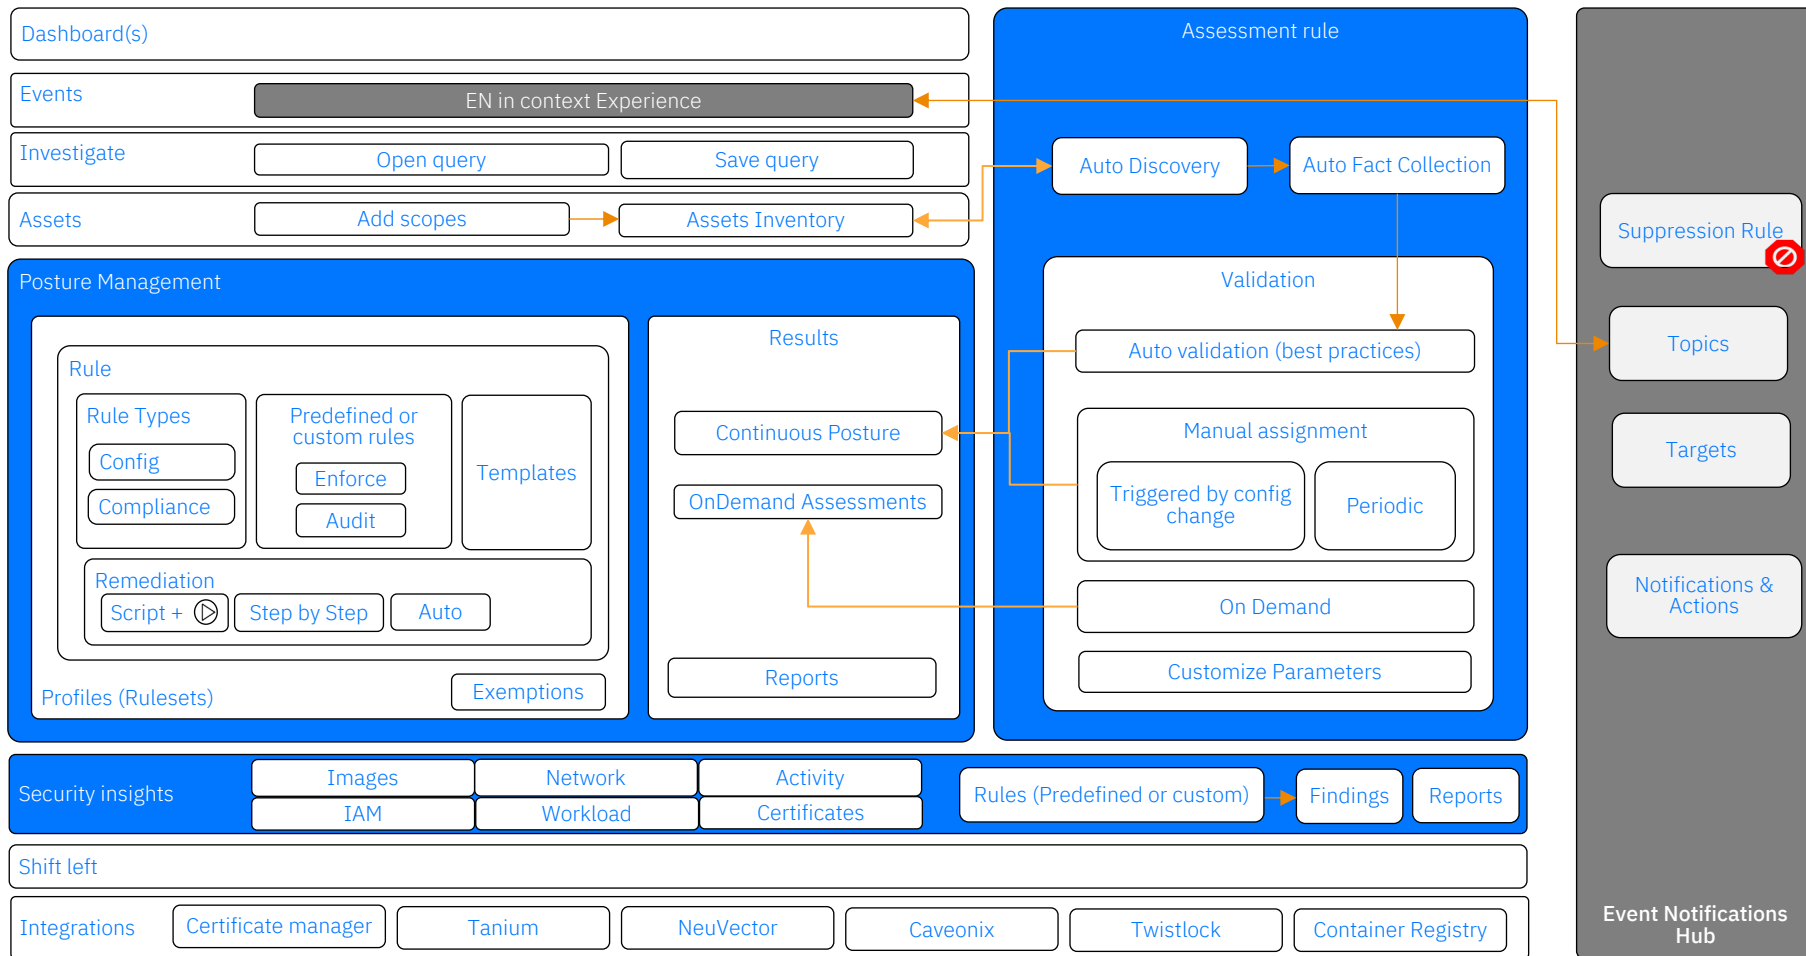 Dashboard(s)
Events
EN in context Experience
Investigate
Open query
Save query
Assets
Add scopes
Assets Inventory
Posture Management
Rule
Rule Types
Config
Compliance
Predefined or
custom rules
Enforce
Audit
Templates
Remediation
Script +
Step by Step
Auto
Profiles (Rulesets)
Exemptions
Results
Continuous Posture
OnDemand Assessments
Reports
Assessment rule
Auto Discovery
Auto Fact Collection
Validation
Auto validation (best practices)
Manual assignment
Triggered by config
change
Periodic
On Demand
Customize Parameters
Security insights
Images
Network
Activity
IAM
Workload
Certificates
Rules (Predefined or custom)
Findings
Reports
Shift left
Integrations
Certificate manager
Tanium
NeuVector
Caveonix
Twistlock
Container Registry
Suppression Rule
Topics
Targets
Notifications &
Actions
Event Notifications
Hub